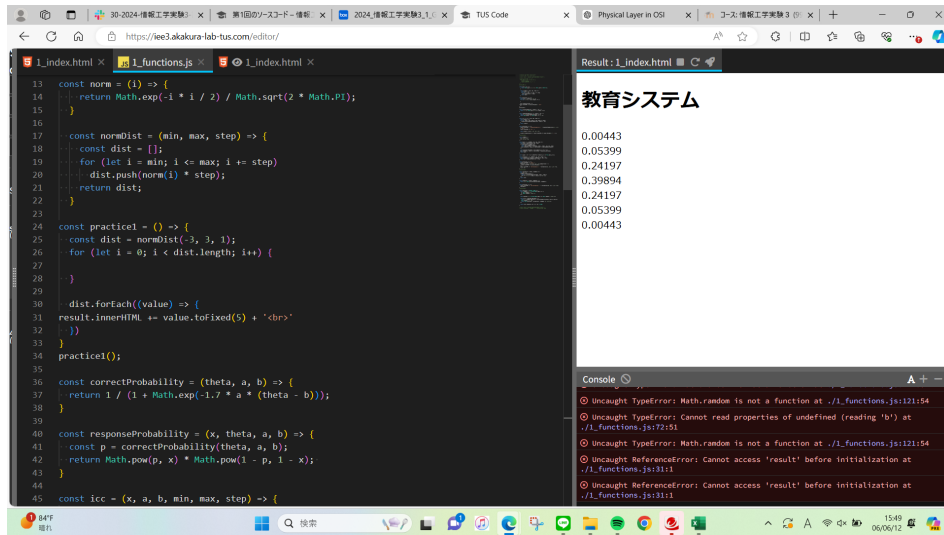 30-2024-情報工学実験3-
第1回のソースコード - 情報
2024_情報工学実験3_1_
TUS Code
Physical Layer in OSI
コース: 情報工学実験 3 (9
https://iee3.akakura-lab-tus.com/editor/
1_index.html
1_functions.js
1_index.html
13 const norm = (i) => {
14 return Math.exp(-i * i / 2) / Math.sqrt(2 * Math.PI);
15 }
16
17 const normDist = (min, max, step) => {
18 const dist = [];
19 for (let i = min; i <= max; i += step)
20 dist.push(norm(i) * step);
21 return dist;
22 }
23
24 const practice1 = () => {
25 const dist = normDist(-3, 3, 1);
26 for (let i = 0; i < dist.length; i++) {
27
28 }
29
30 dist.forEach((value) => {
31 result.innerHTML += value.toFixed(5) + '<br>'
32 })
33 }
34 practice1();
35
36 const correctProbability = (theta, a, b) => {
37 return 1 / (1 + Math.exp(-1.7 * a * (theta - b)));
38 }
39
40 const responseProbability = (x, theta, a, b) => {
41 const p = correctProbability(theta, a, b);
42 return Math.pow(p, x) * Math.pow(1 - p, 1 - x);
43 }
44
45 const icc = (x, a, b, min, max, step) => {
Result : 1_index.html
教育システム
0.00443
0.05399
0.24197
0.39894
0.24197
0.05399
0.00443
Console
A + −
Uncaught TypeError: Math.ramdom is not a function at ./1_functions.js:121:54
Uncaught TypeError: Cannot read properties of undefined (reading 'b') at
./1_functions.js:72:51
Uncaught TypeError: Math.ramdom is not a function at ./1_functions.js:121:54
Uncaught ReferenceError: Cannot access 'result' before initialization at
./1_functions.js:31:1
Uncaught ReferenceError: Cannot access 'result' before initialization at
./1_functions.js:31:1
1
84°F
晴れ
検索
A
15:49
06/06/12